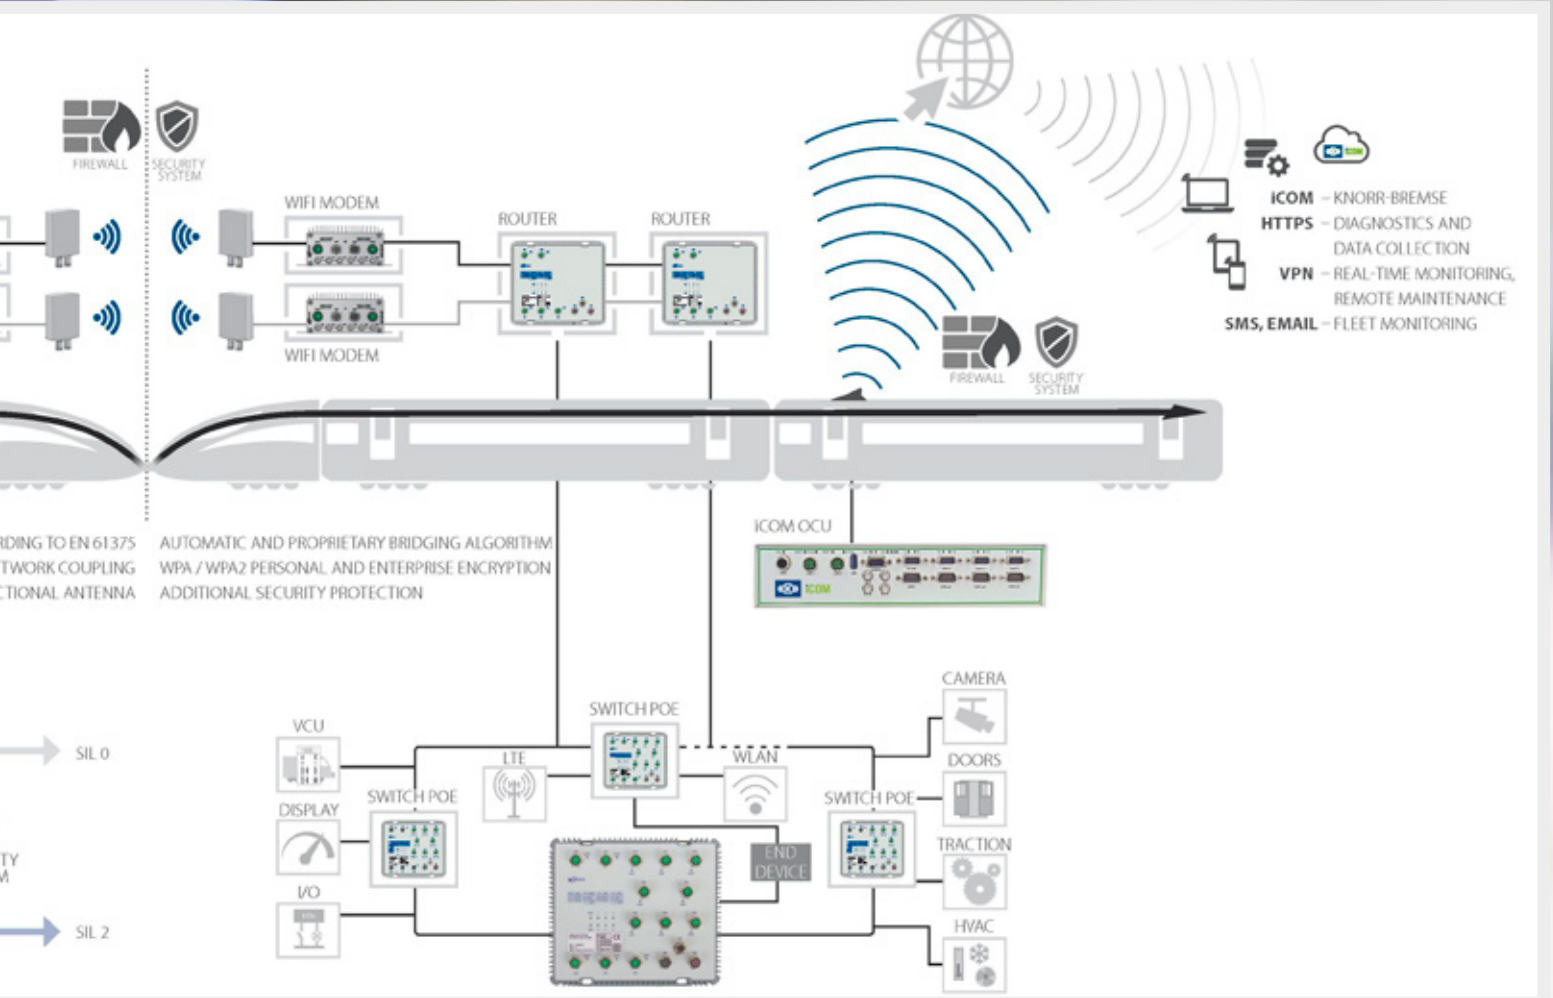 FIREWALL
SECURITY
SYSTEM
WIFI MODEM
WIFI MODEM
ROUTER
ROUTER
iCOM
iCOM – KNORR-BREMSE
HTTPS – DIAGNOSTICS AND
DATA COLLECTION
VPN – REAL-TIME MONITORING,
REMOTE MAINTENANCE
SMS, EMAIL – FLEET MONITORING
FIREWALL
SECURITY
SYSTEM
RDING TO EN 61375
TWORK COUPLING
CTIONAL ANTENNA
AUTOMATIC AND PROPRIETARY BRIDGING ALGORITHM
WPA / WPA2 PERSONAL AND ENTERPRISE ENCRYPTION
ADDITIONAL SECURITY PROTECTION
iCOM OCU
iCOM
SIL 0
TY
M
SIL 2
VCU
DISPLAY
I/O
SWITCH POE
LTE
SWITCH POE
WLAN
END
DEVICE
SWITCH POE
CAMERA
DOORS
TRACTION
HVAC